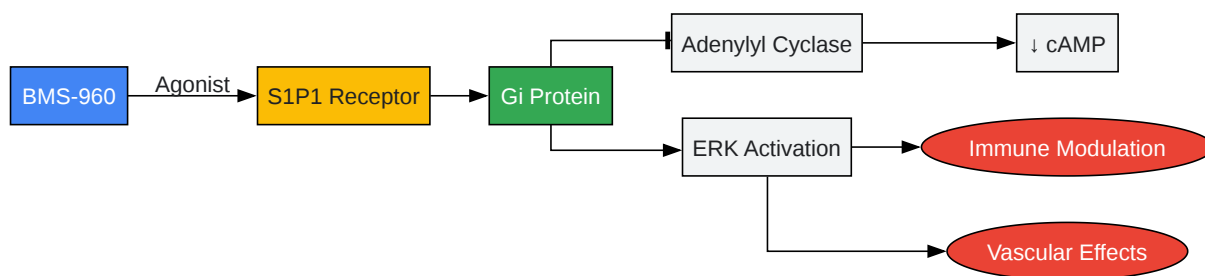 BMS-960
Agonist
S1P1 Receptor
Gi Protein
Adenylyl Cyclase
↓ cAMP
ERK Activation
Immune Modulation
Vascular Effects